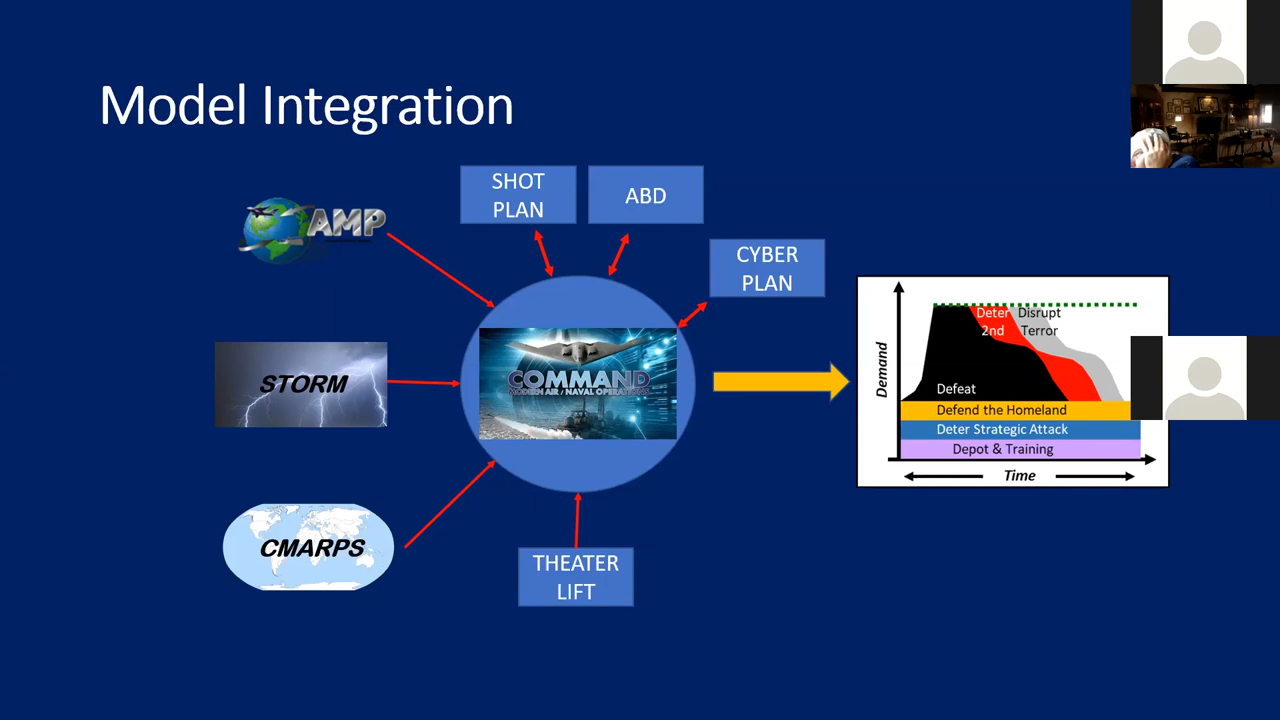 Model Integration
AMP
SHOT
PLAN
ABD
CYBER
PLAN
STORM
COMMAND
MODERN AIR / NAVAL OPERATIONS
CMARPS
THEATER
LIFT
Demand
Deter
2nd
Disrupt
Terror
Defeat
Defend the Homeland
Deter Strategic Attack
Depot & Training
Time